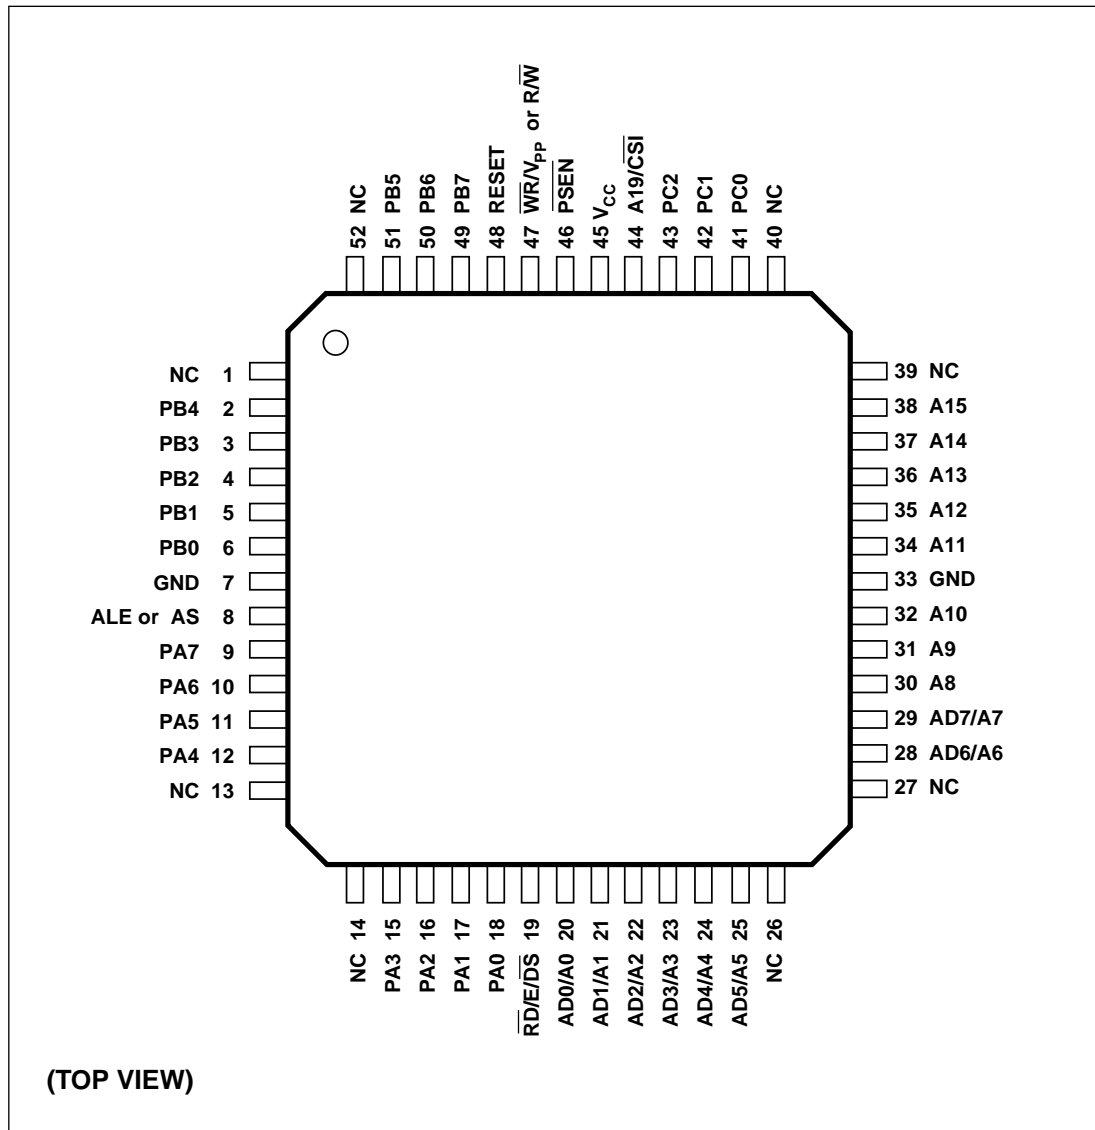 52 NC
51 PB5
50 PB6
49 PB7
48 RESET
47 W̅R̅/VPP or R/W̅
46 P̅S̅E̅N̅
45 VCC
44 A19/C̅S̅I̅
43 PC2
42 PC1
41 PC0
40 NC
NC 1
PB4 2
PB3 3
PB2 4
PB1 5
PB0 6
GND 7
ALE or AS 8
PA7 9
PA6 10
PA5 11
PA4 12
NC 13
39 NC
38 A15
37 A14
36 A13
35 A12
34 A11
33 GND
32 A10
31 A9
30 A8
29 AD7/A7
28 AD6/A6
27 NC
NC 14
PA3 15
PA2 16
PA1 17
PA0 18
R̅D̅/E/D̅S̅ 19
AD0/A0 20
AD1/A1 21
AD2/A2 22
AD3/A3 23
AD4/A4 24
AD5/A5 25
NC 26
(TOP VIEW)